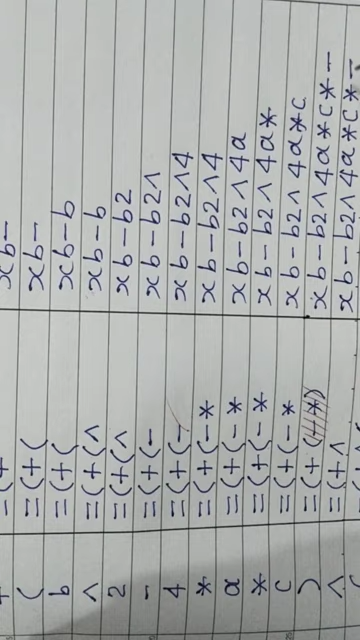 + =(+ xb-
( =(+( xb-
b =(+( xb-b
^ =(+(^ xb-b
2 =(+(^ xb-b2
- =(+(- xb-b2^
4 =(+(- xb-b2^4
* =(+(-* xb-b2^4
a =(+(-* xb-b2^4a
* =(+(-* xb-b2^4a*
c =(+(-* xb-b2^4a*c
) =(+ xb-b2^4a*c*-
^ =(+^ xb-b2^4a*c*-